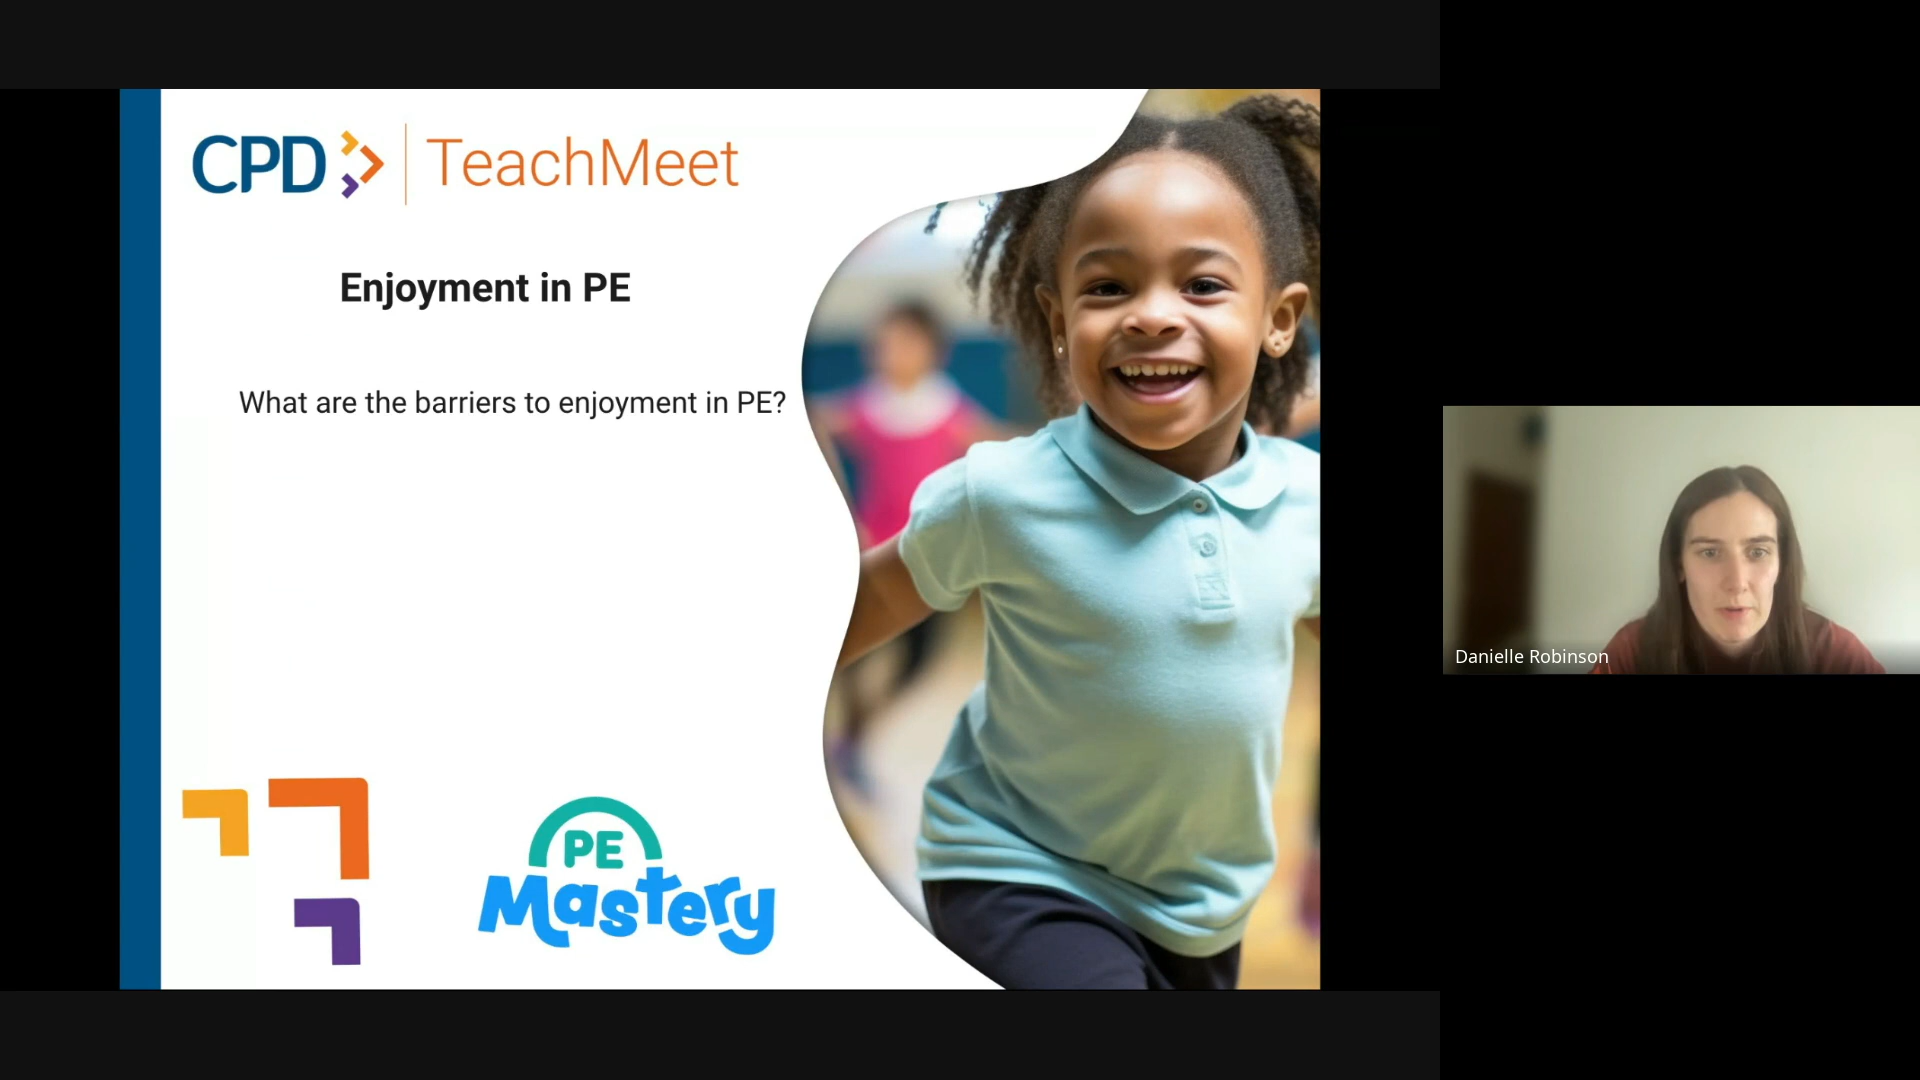 CPD
TeachMeet
Enjoyment in PE
What are the barriers to enjoyment in PE?
PE
Mastery
Danielle Robinson